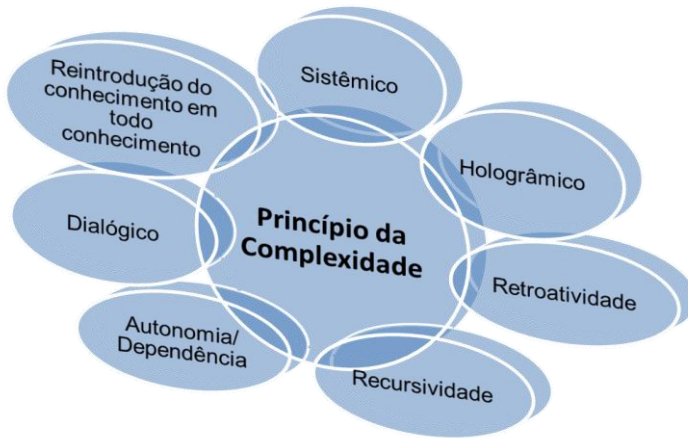 Sistêmico
Reintrodução do
conhecimento em
todo
conhecimento
Hologrâmico
Princípio da
Complexidade
Dialógico
Retroatividade
Autonomia/
Dependência
Recursividade